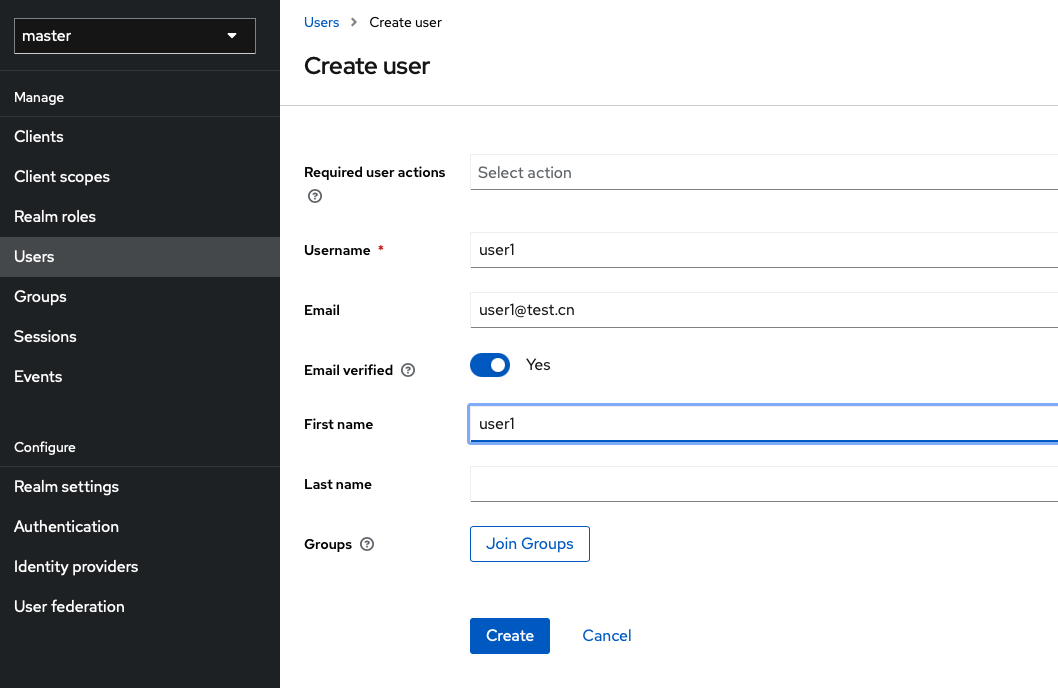 master
Manage
Clients
Client scopes
Realm roles
Users
Groups
Sessions
Events
Configure
Realm settings
Authentication
Identity providers
User federation
Users > Create user
Create user
Required user actions Select action
Username * user1
Email user1@test.cn
Email verified Yes
First name user1
Last name
Groups Join Groups
Create Cancel